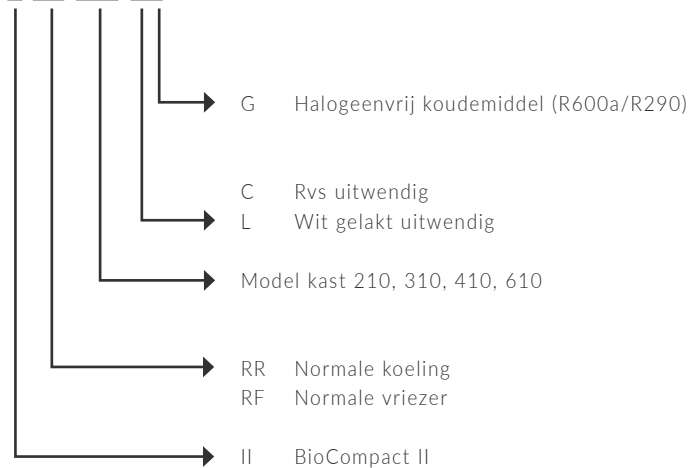 G Halogeenvrij koudemiddel (R600a/R290)
C Rvs uitwendig
L Wit gelakt uitwendig
Model kast 210, 310, 410, 610
RR Normale koeling
RF Normale vriezer
II BioCompact II